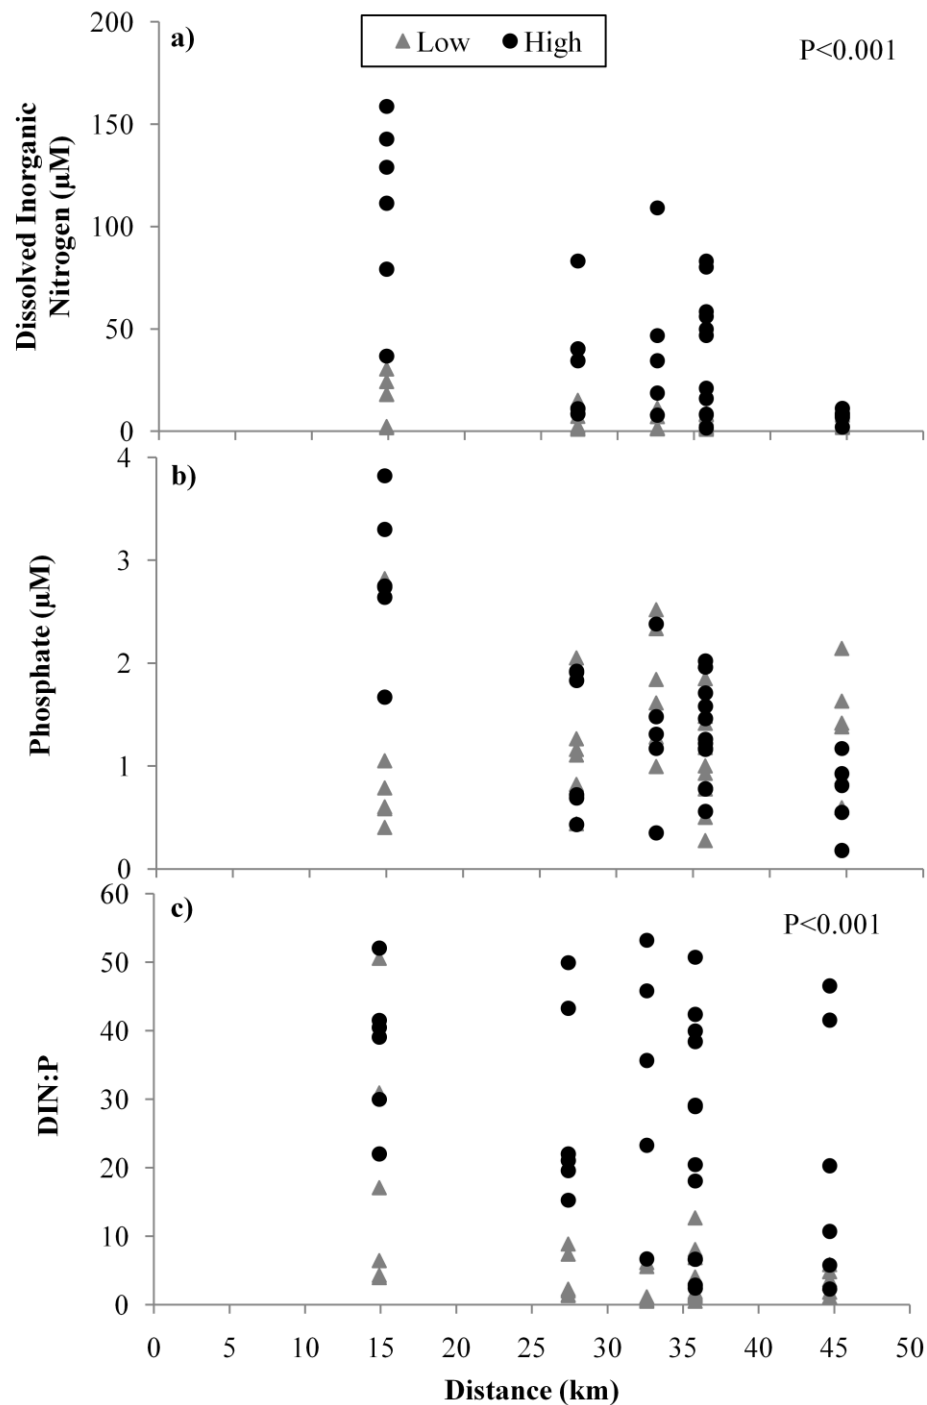 200
a)
Low
High
P<0.001
150
100
50
0
Dissolved Inorganic
Nitrogen (µM)
4
b)
3
2
1
0
Phosphate (µM)
60
c)
P<0.001
50
40
30
20
10
0
DIN:P
0 5 10 15 20 25 30 35 40 45 50
Distance (km)